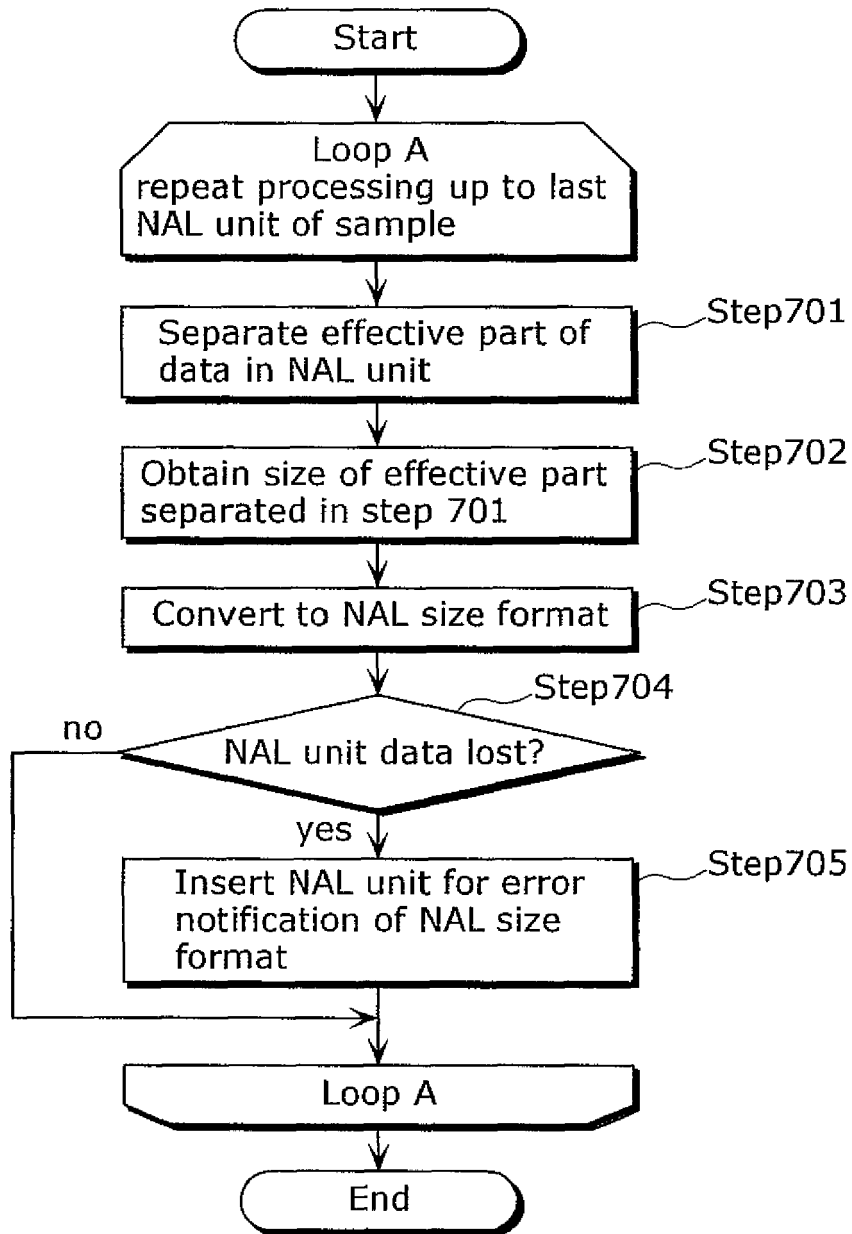 Start
Loop A
repeat processing up to last
NAL unit of sample
Step701
Separate effective part of
data in NAL unit
Step702
Obtain size of effective part
separated in step 701
Step703
Convert to NAL size format
Step704
no
NAL unit data lost?
yes
Step705
Insert NAL unit for error
notification of NAL size
format
Loop A
End